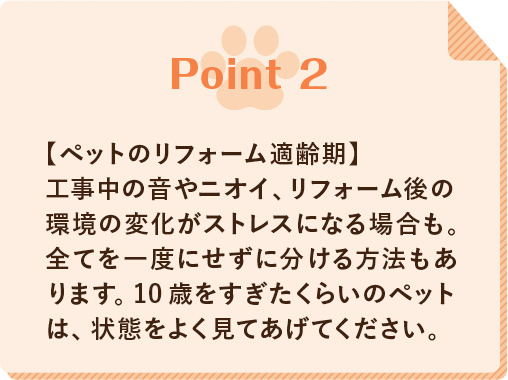 Point 2
【ペットのリフォーム適齢期】
工事中の音やニオイ、リフォーム後の
環境の変化がストレスになる場合も。
全てを一度にせずに分ける方法もあ
ります。10歳をすぎたくらいのペット
は、状態をよく見てあげてください。